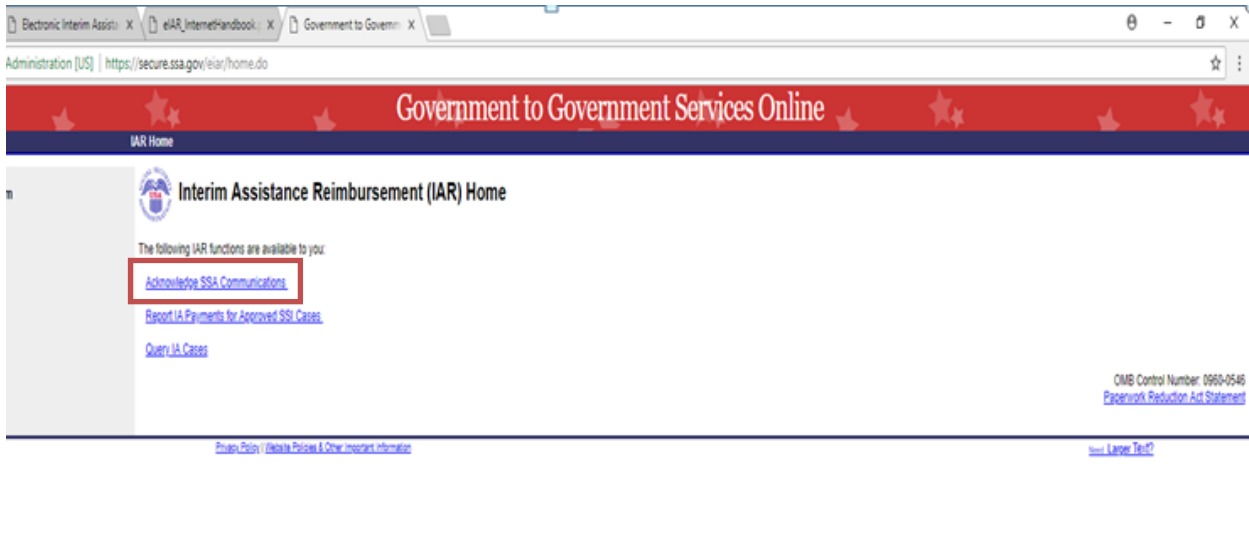 Electronic Interim Assista X eIAR_InternetHandbook.p X Government to Governm X
Administration [US] | https://secure.ssa.gov/eiar/home.do
Government to Government Services Online
IAR Home
m
USA
Interim Assistance Reimbursement (IAR) Home
The following IAR functions are available to you:
Acknowledge SSA Communications
Report IA Payments for Approved SSI Cases
Query IA Cases
OMB Control Number: 0960-0546
Paperwork Reduction Act Statement
Privacy Policy | Website Policies & Other Important Information
Need Larger Text?